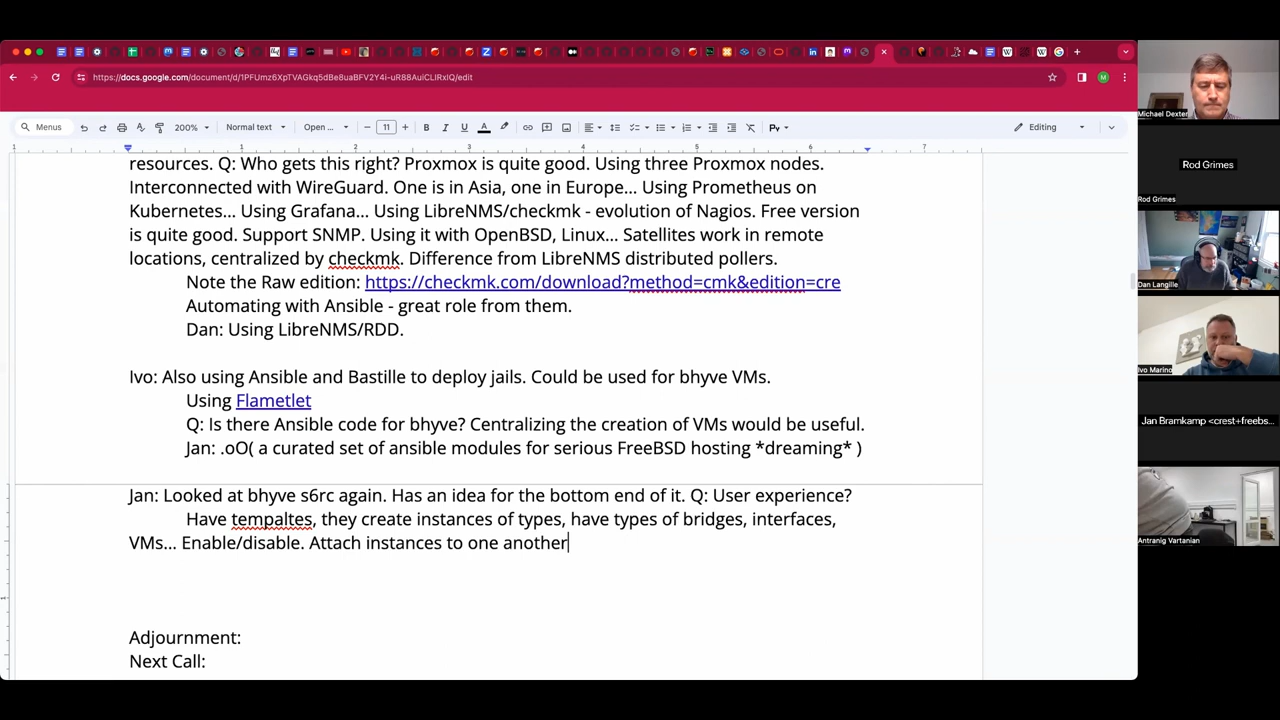 https://docs.google.com/document/d/1PFUmz6XpTVAGkq5dBe8uaBFV2Y4i-uR88AuiCLlRxIQ/edit
Menus
200%
Normal text
Open ...
11
Editing
1
1
2
3
4
5
6
7
resources. Q: Who gets this right? Proxmox is quite good. Using three Proxmox nodes.
Interconnected with WireGuard. One is in Asia, one in Europe... Using Prometheus on
Kubernetes... Using Grafana... Using LibreNMS/checkmk - evolution of Nagios. Free version
is quite good. Support SNMP. Using it with OpenBSD, Linux... Satellites work in remote
locations, centralized by checkmk. Difference from LibreNMS distributed pollers.
Note the Raw edition: https://checkmk.com/download?method=cmk&edition=cre
Automating with Ansible - great role from them.
Dan: Using LibreNMS/RDD.
Ivo: Also using Ansible and Bastille to deploy jails. Could be used for bhyve VMs.
Using Flametlet
Q: Is there Ansible code for bhyve? Centralizing the creation of VMs would be useful.
Jan: .oO( a curated set of ansible modules for serious FreeBSD hosting *dreaming* )
Jan: Looked at bhyve s6rc again. Has an idea for the bottom end of it. Q: User experience?
Have tempaltes, they create instances of types, have types of bridges, interfaces,
VMs... Enable/disable. Attach instances to one another
Adjournment:
Next Call:
Michael Dexter
Rod Grimes
Rod Grimes
Dan Langille
Ivo Marino
Jan Bramkamp <crest+freebs...
Antranig Vartanian